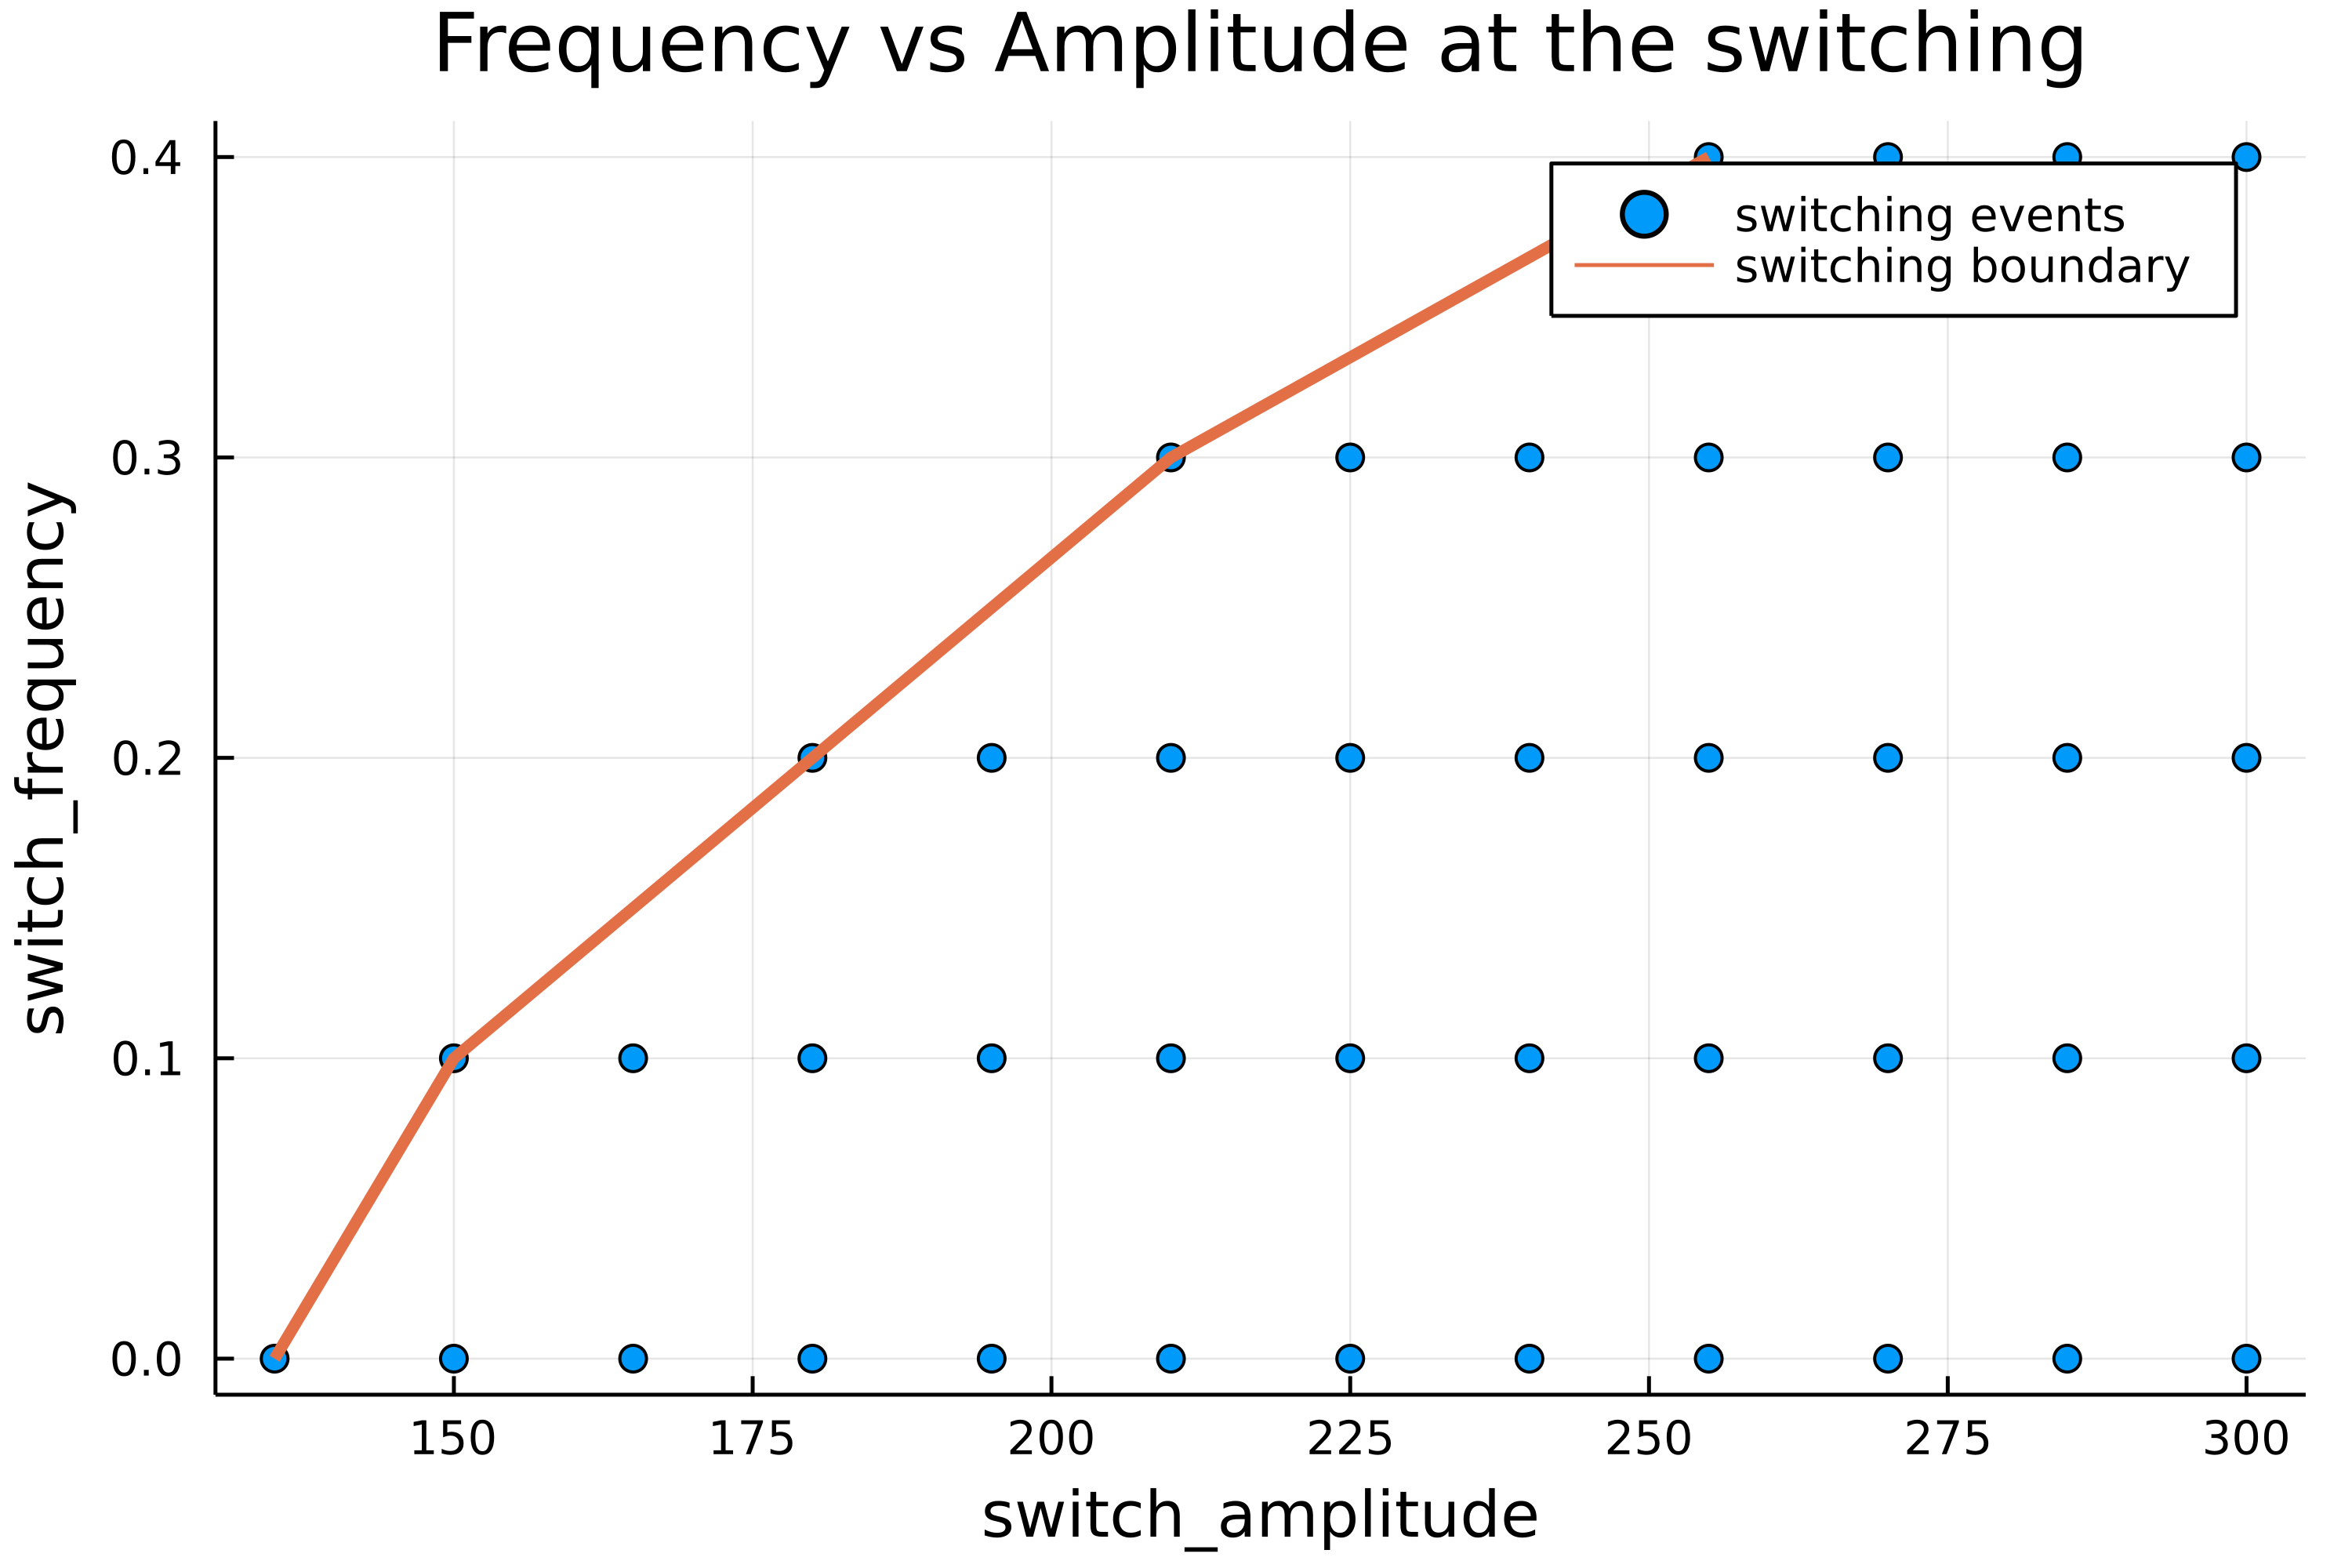 Frequency vs Amplitude at the switching
switch_frequency
0.4
0.3
0.2
0.1
0.0
switching events
switching boundary
150 175 200 225 250 275 300
switch_amplitude